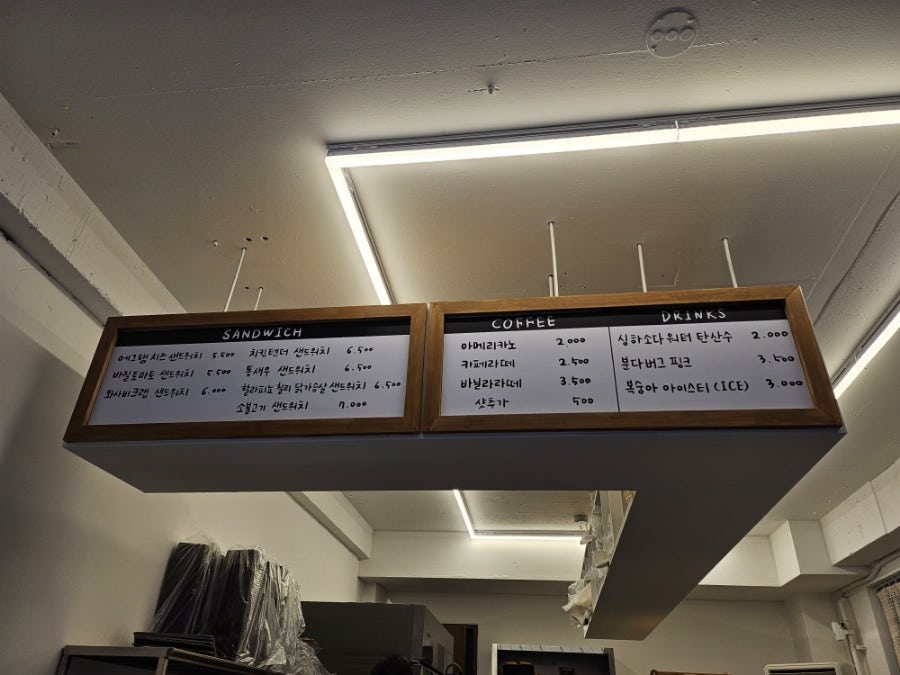 SANDWICH
에그햄치즈 샌드위치 5.500
바질토마토 샌드위치 5.500
와사비크랩 샌드위치 6.000
치킨텐더 샌드위치 6.500
통새우 샌드위치 6.500
할라피뇨 칠리 닭가슴살 샌드위치 6.500
소불고기 샌드위치 7.000
COFFEE
아메리카노 2.000
카페라떼 2.500
바닐라라떼 3.500
샷추가 500
DRINKS
싱하소다 워터 탄산수 2.000
분다버그 핑크 3.500
복숭아 아이스티 (ICE) 3.000